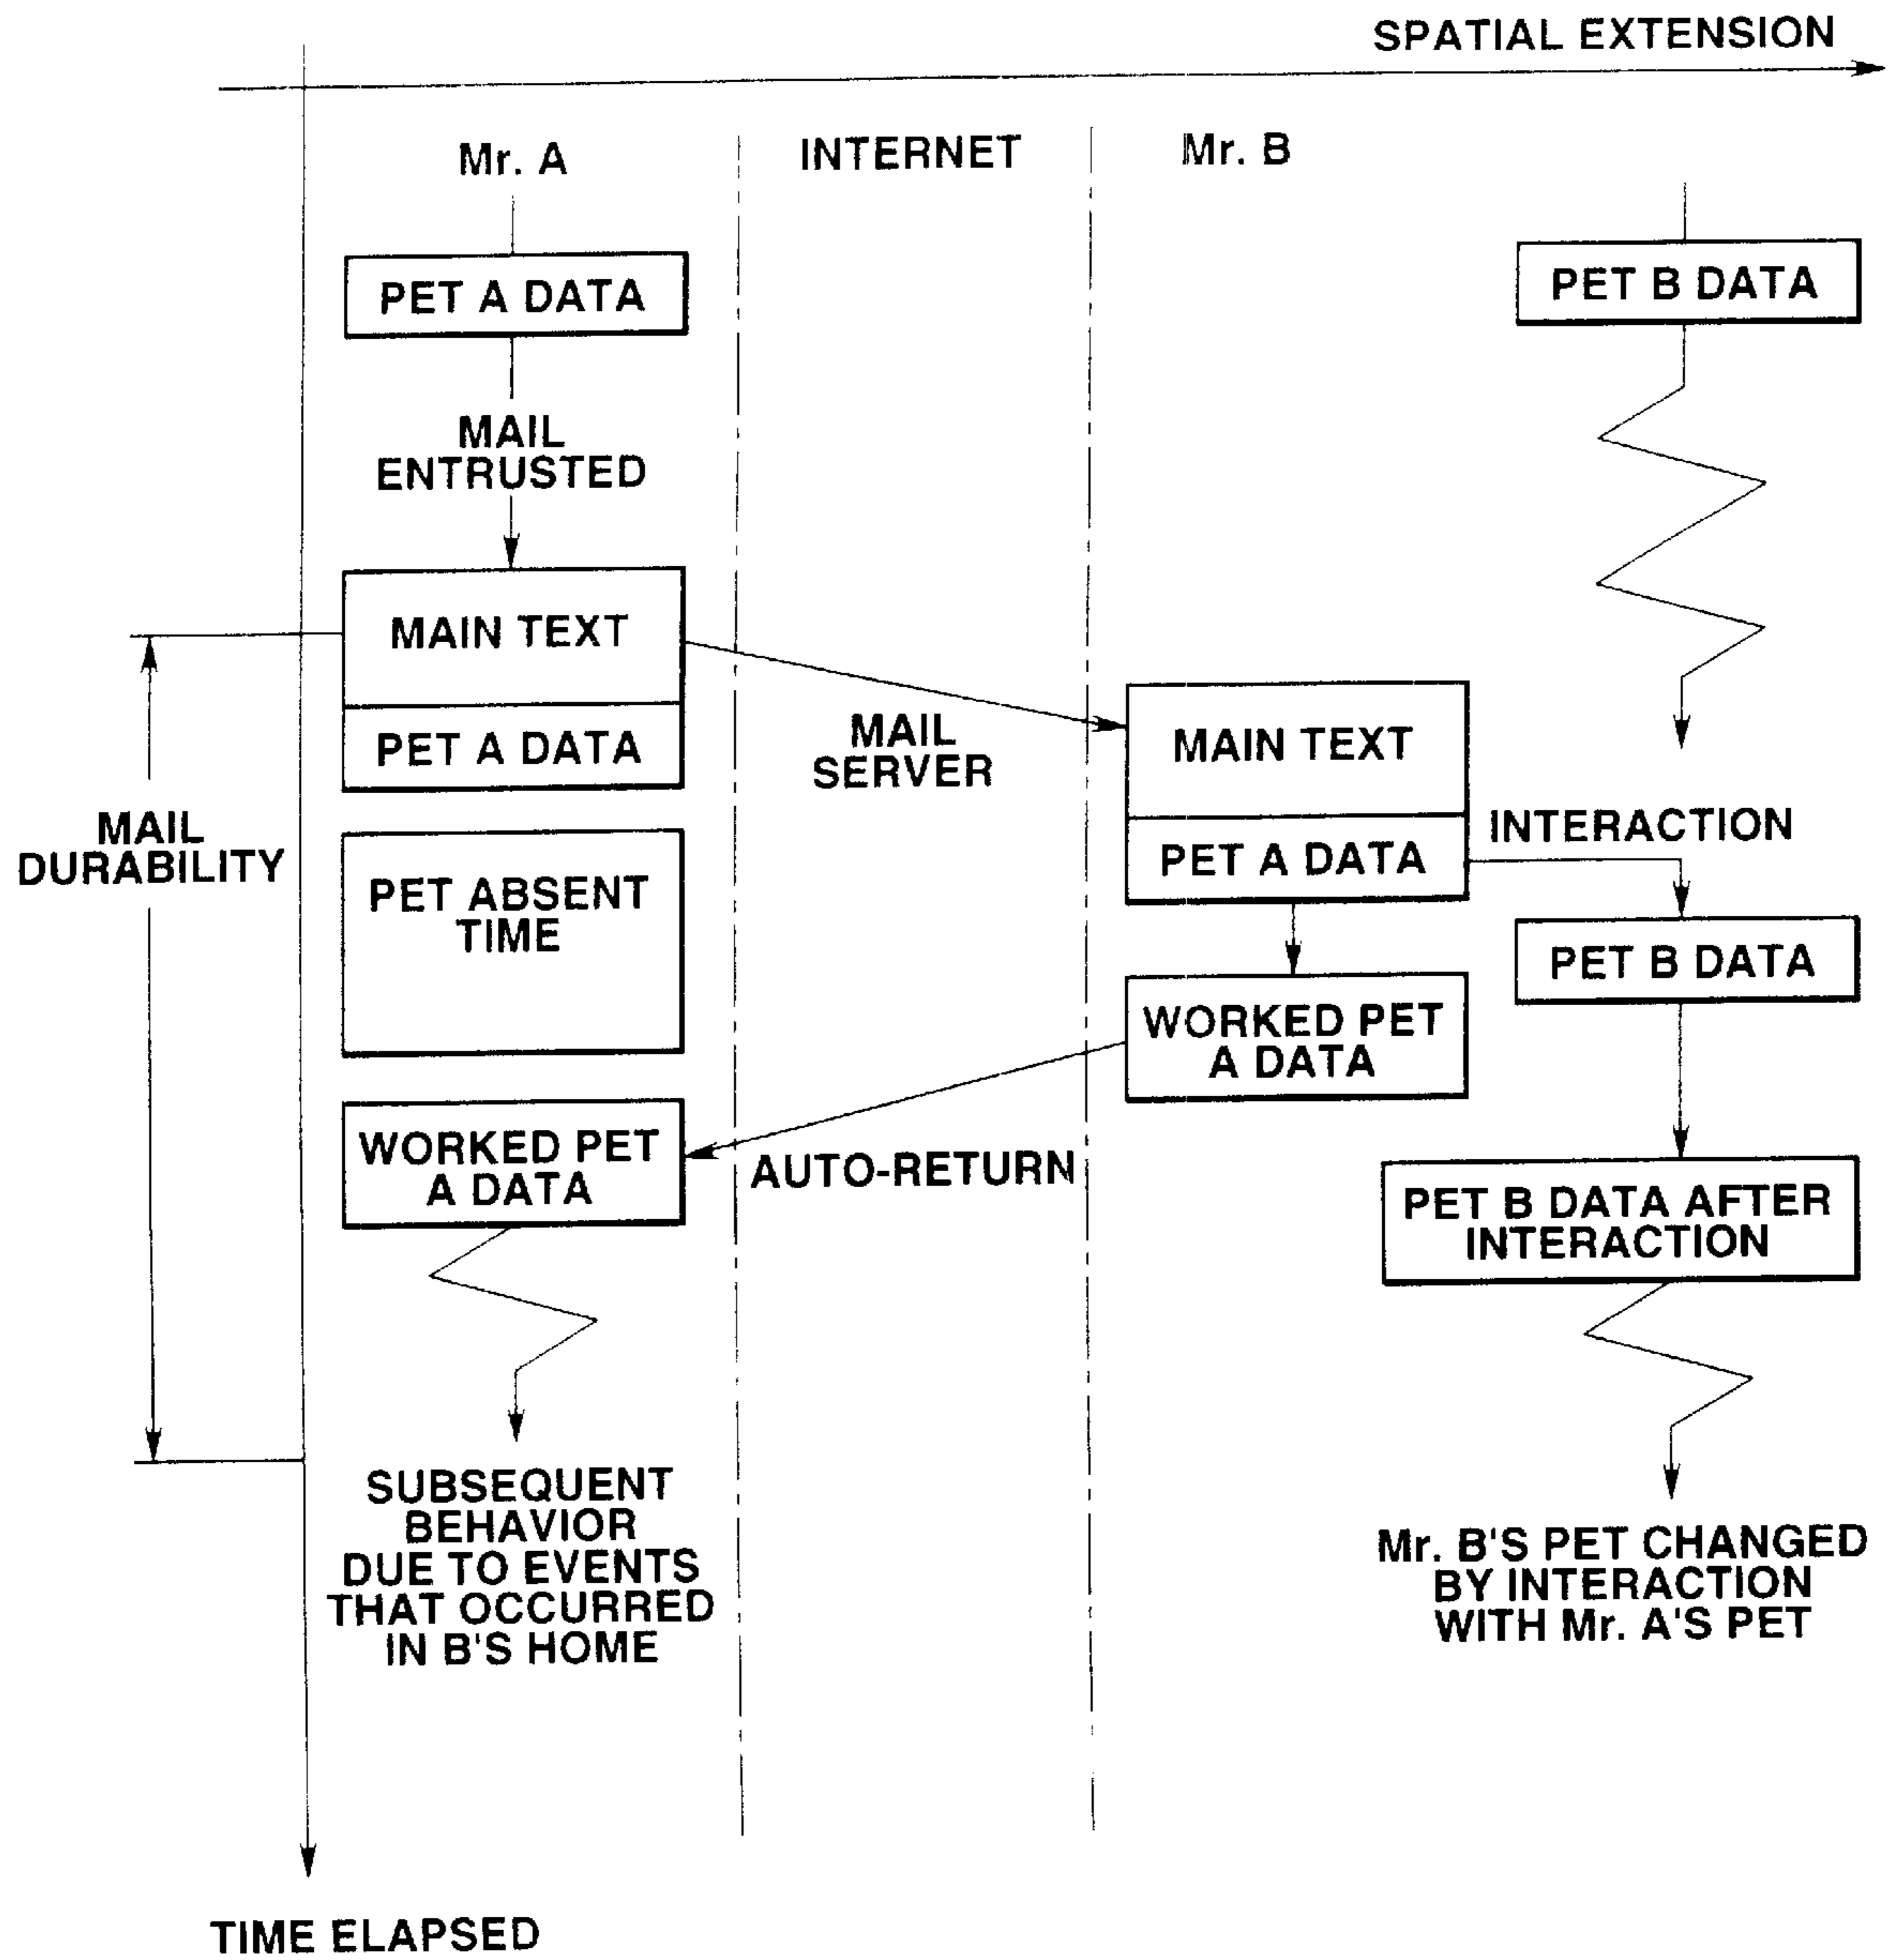 SPATIAL EXTENSION
Mr. A
INTERNET
Mr. B
PET A DATA
PET B DATA
MAIL
ENTRUSTED
MAIN TEXT
PET A DATA
MAIL
SERVER
MAIN TEXT
PET A DATA
INTERACTION
MAIL
DURABILITY
PET ABSENT
TIME
PET B DATA
WORKED PET
A DATA
WORKED PET
A DATA
AUTO-RETURN
PET B DATA AFTER
INTERACTION
SUBSEQUENT
BEHAVIOR
DUE TO EVENTS
THAT OCCURRED
IN B'S HOME
Mr. B'S PET CHANGED
BY INTERACTION
WITH Mr. A'S PET
TIME ELAPSED